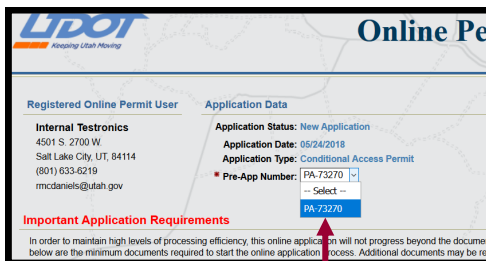 UDOT
Keeping Utah Moving
Online Pe
Registered Online Permit User
Application Data
Internal Testronics
4501 S. 2700 W.
Salt Lake City, UT, 84114
(801) 633-6219
rmcdaniels@utah.gov
Application Status: New Application
Application Date: 05/24/2018
Application Type: Conditional Access Permit
* Pre-App Number: PA-73270
-- Select --
PA-73270
Important Application Requirements
In order to maintain high levels of processing efficiency, this online application will not progress beyond the docume
below are the minimum documents required to start the online application process. Additional documents may be re